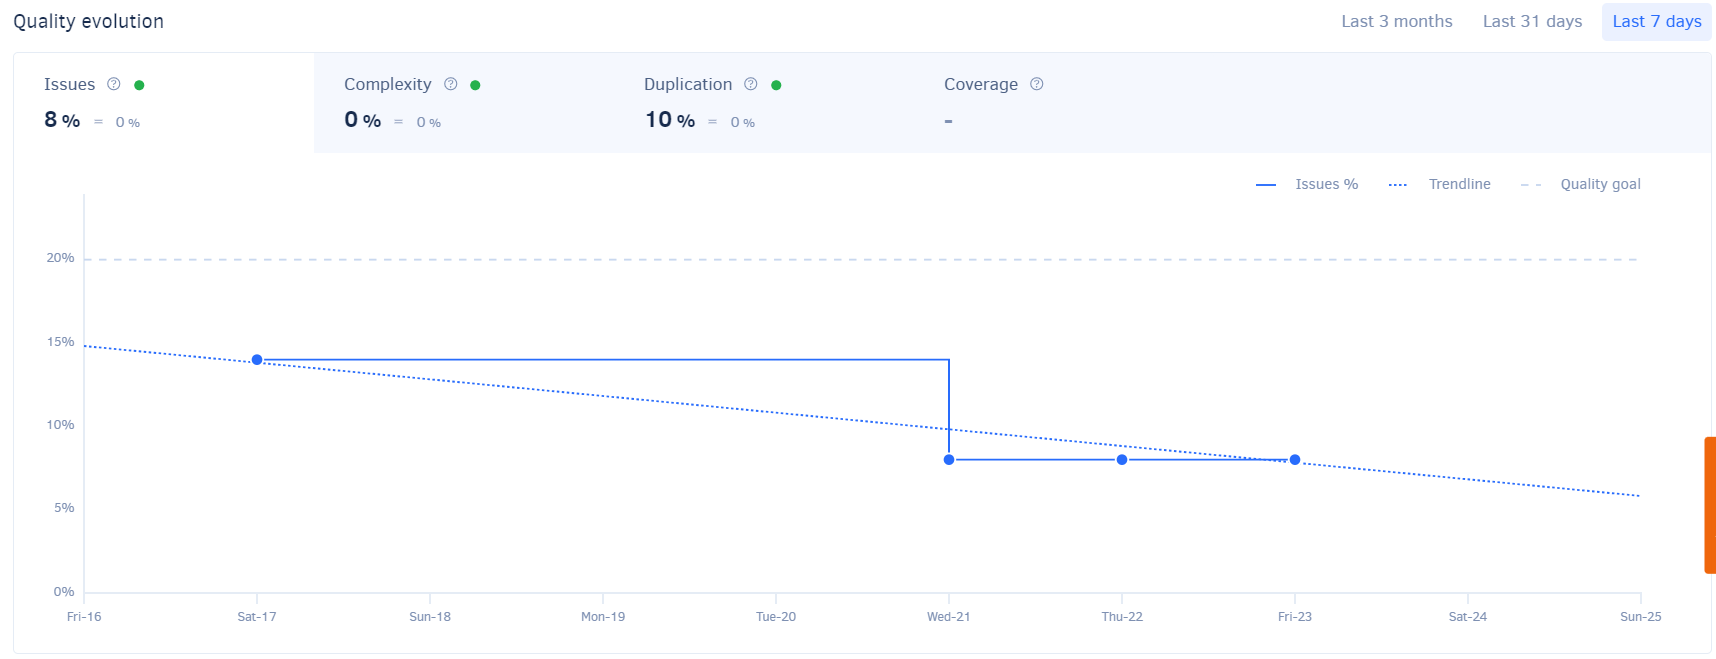 Quality evolution
Last 3 months Last 31 days Last 7 days
Issues ? Complexity ? Duplication ? Coverage ?
8 % = 0 % 0 % = 0 % 10 % = 0 % -
Issues % Trendline Quality goal
20%
15%
10%
5%
0%
Fri-16 Sat-17 Sun-18 Mon-19 Tue-20 Wed-21 Thu-22 Fri-23 Sat-24 Sun-25